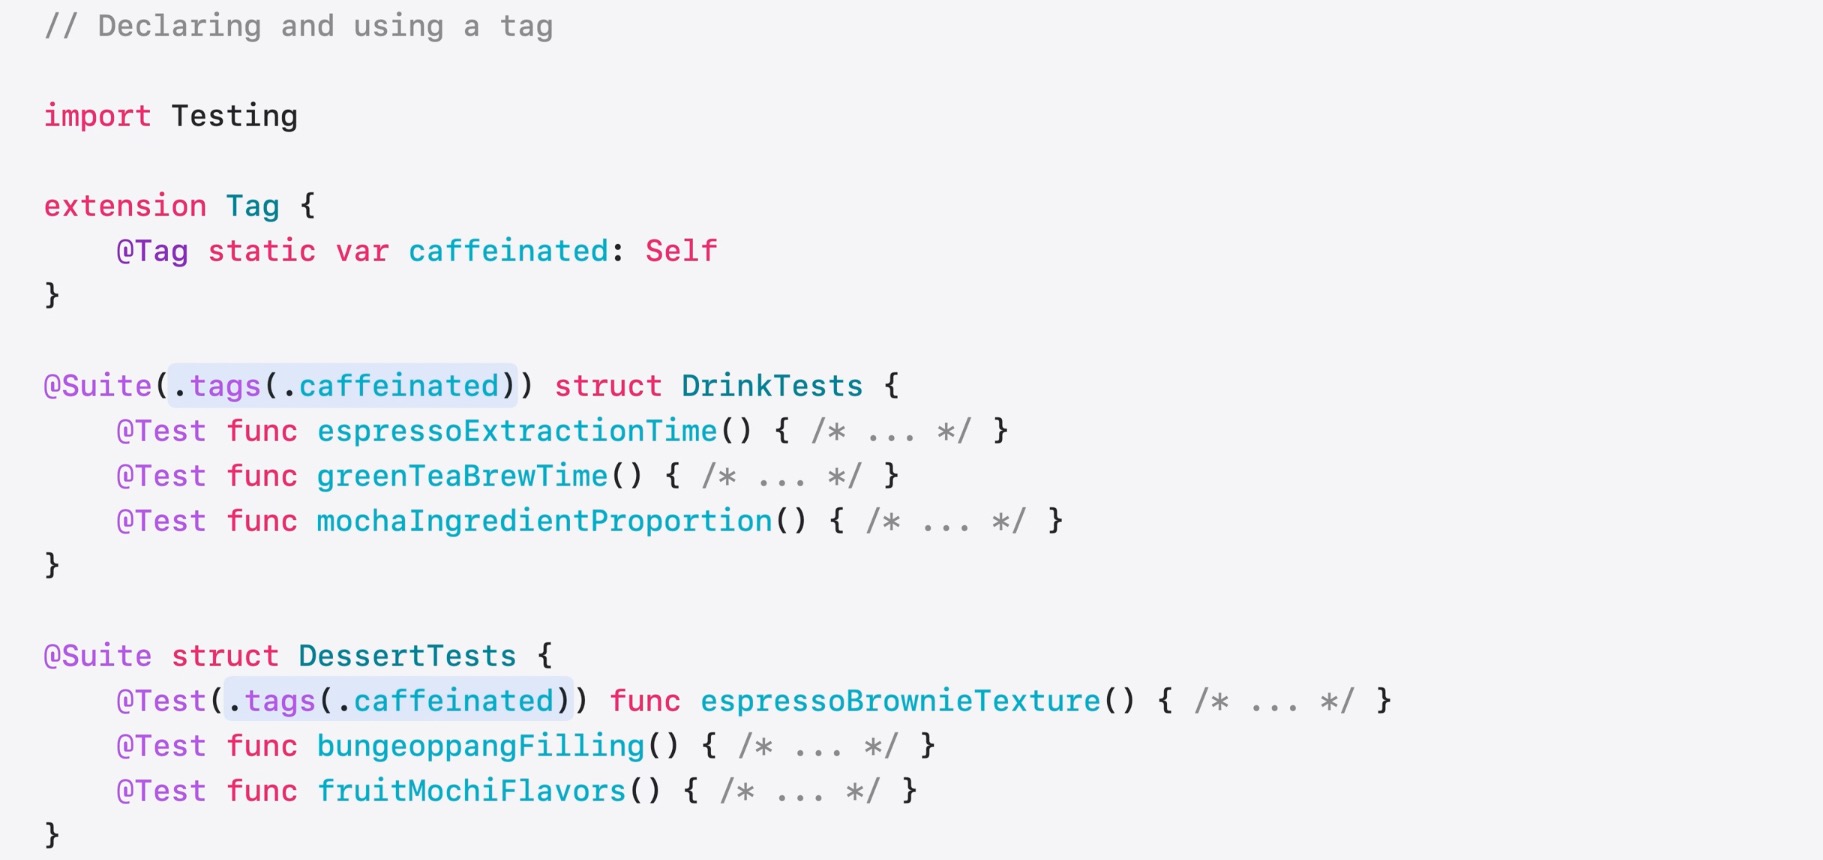 // Declaring and using a tag
import Testing
extension Tag {
    @Tag static var caffeinated: Self
}
@Suite(.tags(.caffeinated)) struct DrinkTests {
    @Test func espressoExtractionTime() { /* ... */ }
    @Test func greenTeaBrewTime() { /* ... */ }
    @Test func mochaIngredientProportion() { /* ... */ }
}
@Suite struct DessertTests {
    @Test(.tags(.caffeinated)) func espressoBrownieTexture() { /* ... */ }
    @Test func bungeoppangFilling() { /* ... */ }
    @Test func fruitMochiFlavors() { /* ... */ }
}